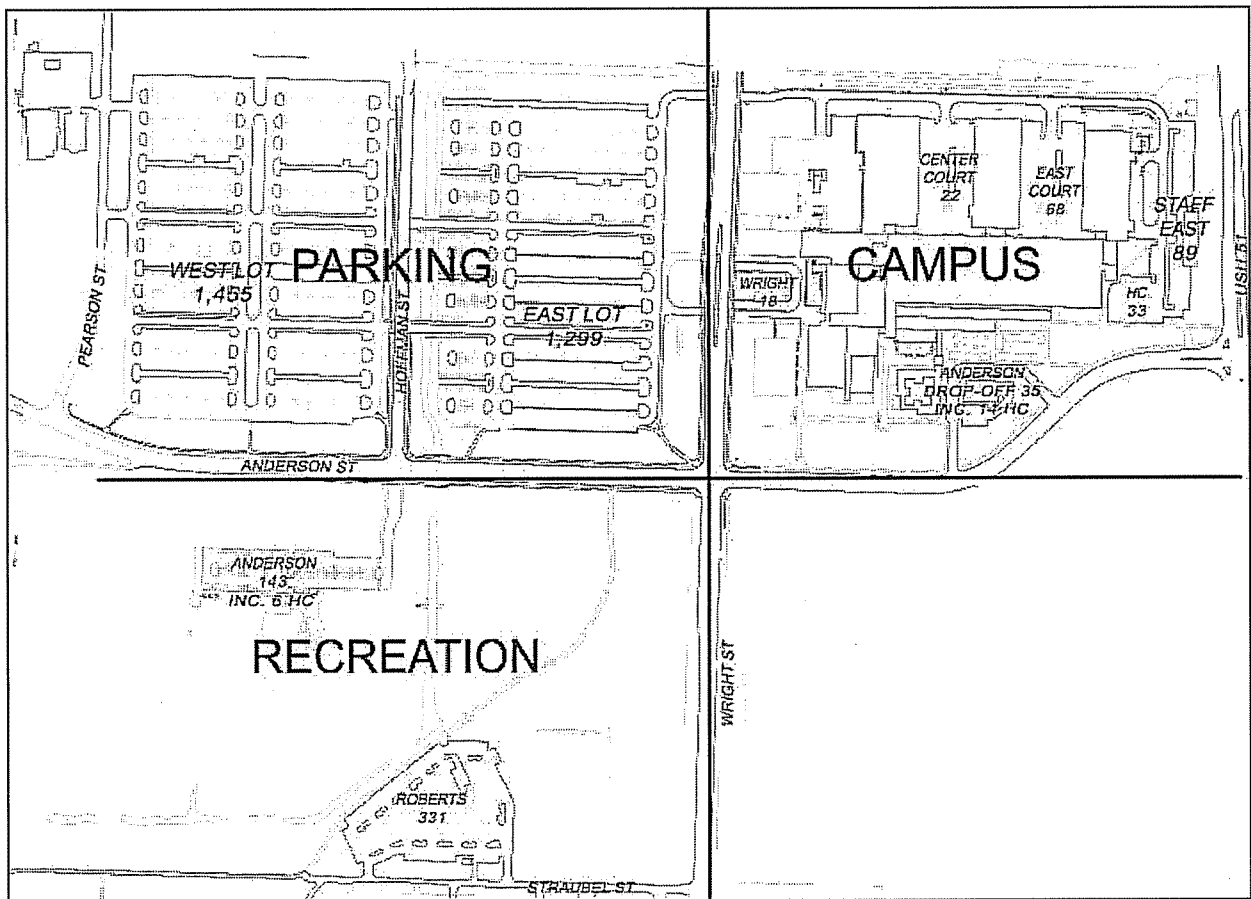 CENTER
COURT
22
EAST
COURT
68
STAFF
EAST
89
USH 51
PARKING
CAMPUS
WEST LOT
1,455
PEARSON ST.
HOFFMAN ST.
EAST LOT
1,299
WRIGHT
18
HC
33
ANDERSON
DROP-OFF 35
INC. 14 HC
ANDERSON ST
ANDERSON
143
INC. 6 HC
RECREATION
WRIGHT ST
ROBERTS
331
STRAUBEL ST